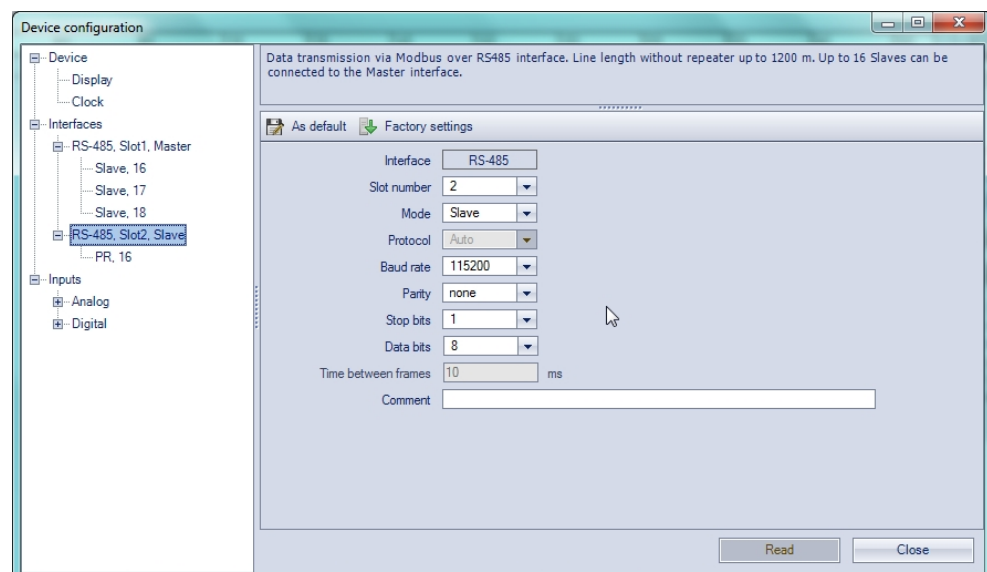 Device configuration
Device
Display
Clock
Interfaces
RS-485, Slot1, Master
Slave, 16
Slave, 17
Slave, 18
RS-485, Slot2, Slave
PR, 16
Inputs
Analog
Digital
Data transmission via Modbus over RS485 interface. Line length without repeater up to 1200 m. Up to 16 Slaves can be
connected to the Master interface.
As default Factory settings
Interface RS-485
Slot number 2
Mode Slave
Protocol Auto
Baud rate 115200
Parity none
Stop bits 1
Data bits 8
Time between frames 10 ms
Comment
Read Close